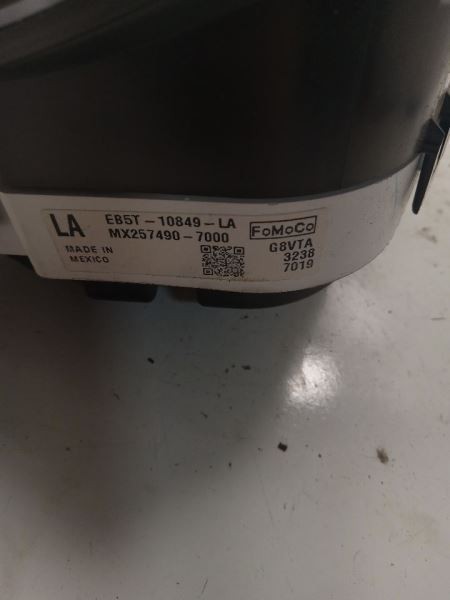 LA EB5T-10849-LA FoMoCo
MX257490-7000 G8VTA
MADE IN 3238
MEXICO 7019